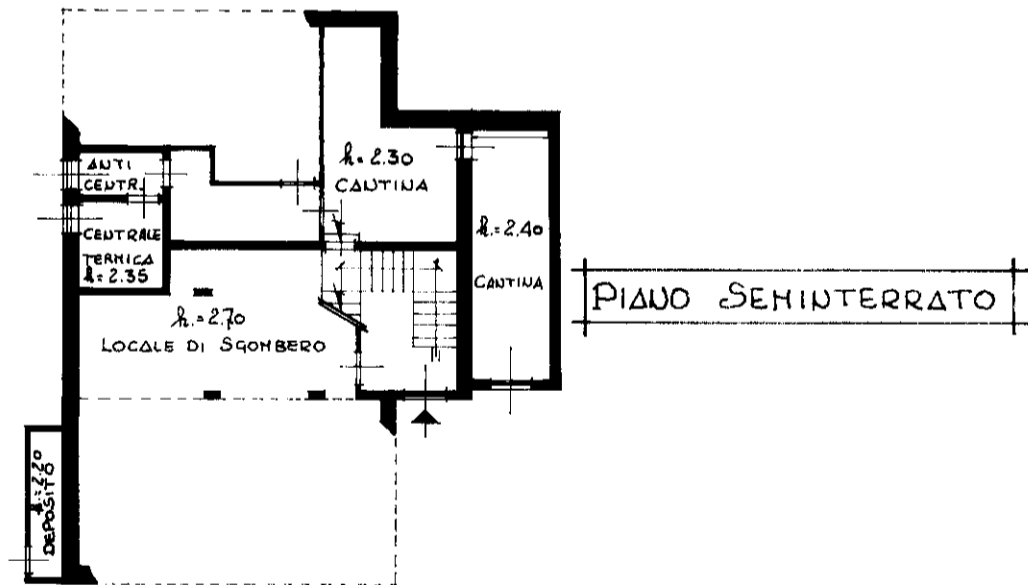 ANTI
CENTR.
CENTRALE
TERMICA
h=2.35
h=2.30
CANTINA
h.=2.40
CANTINA
h.=2.70
LOCALE DI SGOMBERO
h=2.20
DEPOSITO
PIANO SEMINTERRATO